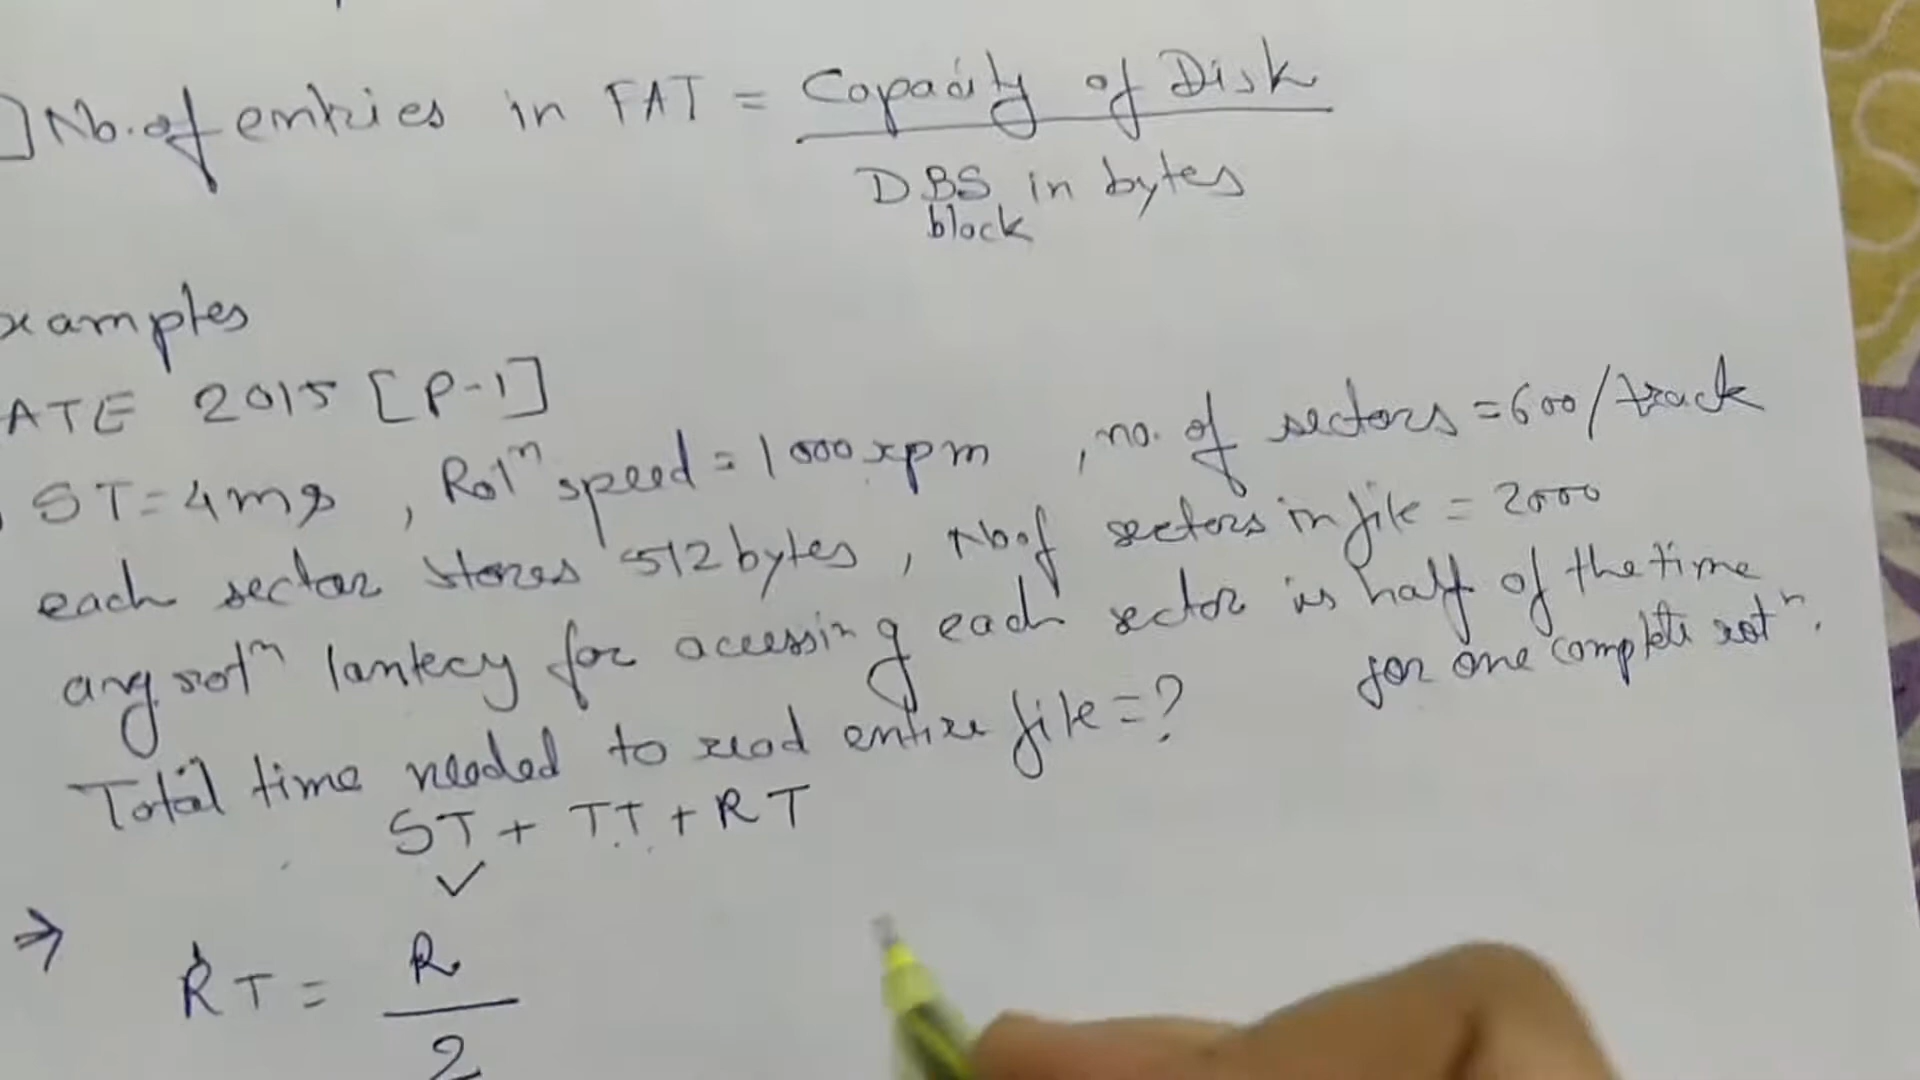 ] No. of entries in FAT = Capacity of Disk
DBS in bytes
block
xamples
ATE 2015 [P-1]
ST = 4ms , Rotⁿ speed = 10000 rpm , no. of sectors = 600/track
each sector stores 512 bytes , No of sectors in file = 2000
avg rotⁿ lantecy for acessing each sector is half of the time
for one complete rotⁿ.
Total time needed to read entire file = ?
ST + TT + RT
✓
⇒ RT = R
2